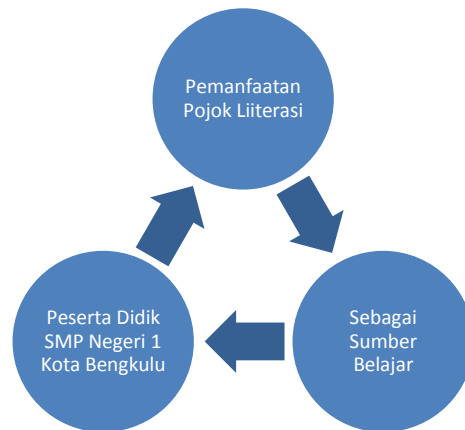 Pemanfaatan
Pojok Liiterasi
Sebagai
Sumber
Belajar
Peserta Didik
SMP Negeri 1
Kota Bengkulu